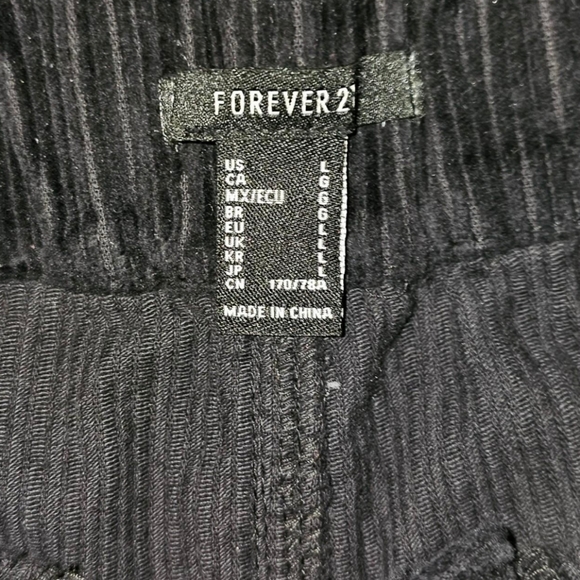 FOREVER 21
US L
CA G
MX/ECU G
BR G
EU L
UK L
KR L
JP L
CN 170/78A
MADE IN CHINA